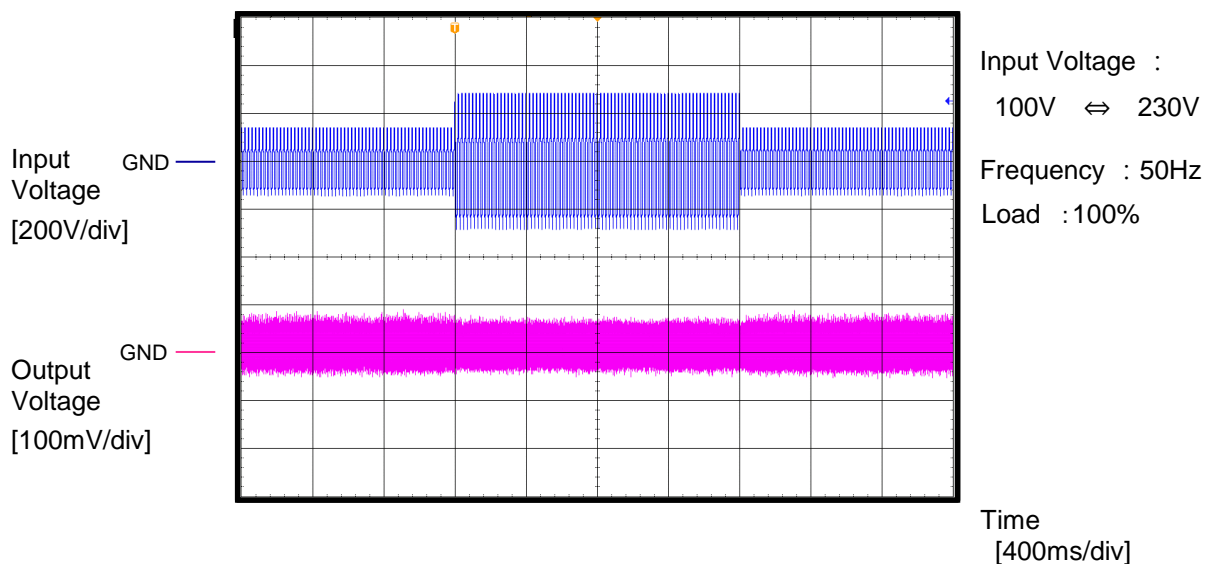 Input
Voltage
[200V/div]
GND
Output
Voltage
[100mV/div]
GND
T
Input Voltage :
100V ⇔ 230V
Frequency : 50Hz
Load :100%
Time
[400ms/div]